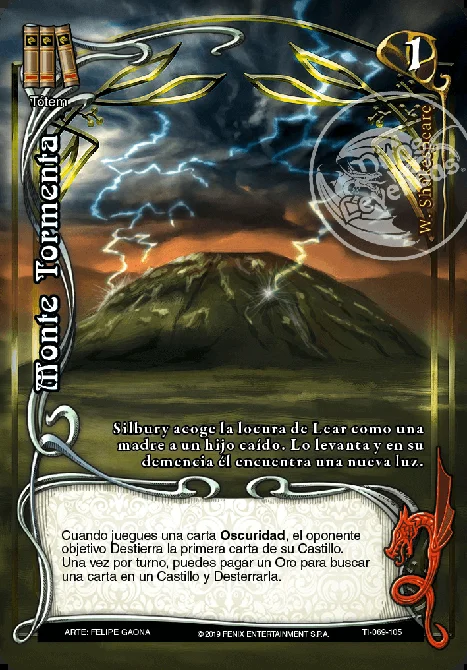 1
Tótem
Monte Tormenta
W. Shakespeare
Mitos y Leyendas
Silbury acoge la locura de Lear como una
madre a un hijo caído. Lo levanta y en su
demencia él encuentra una nueva luz.
Cuando juegues una carta Oscuridad, el oponente
objetivo Destierra la primera carta de su Castillo.
Una vez por turno, puedes pagar un Oro para buscar
una carta en un Castillo y Desterrarla.
ARTE: FELIPE GAONA
© 2019 FENIX ENTERTAINMENT S.P.A.
TI-069-105